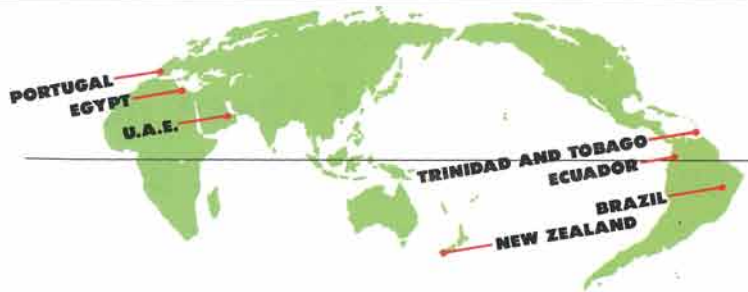 PORTUGAL
EGYPT
U.A.E.
TRINIDAD AND TOBAGO
ECUADOR
BRAZIL
NEW ZEALAND